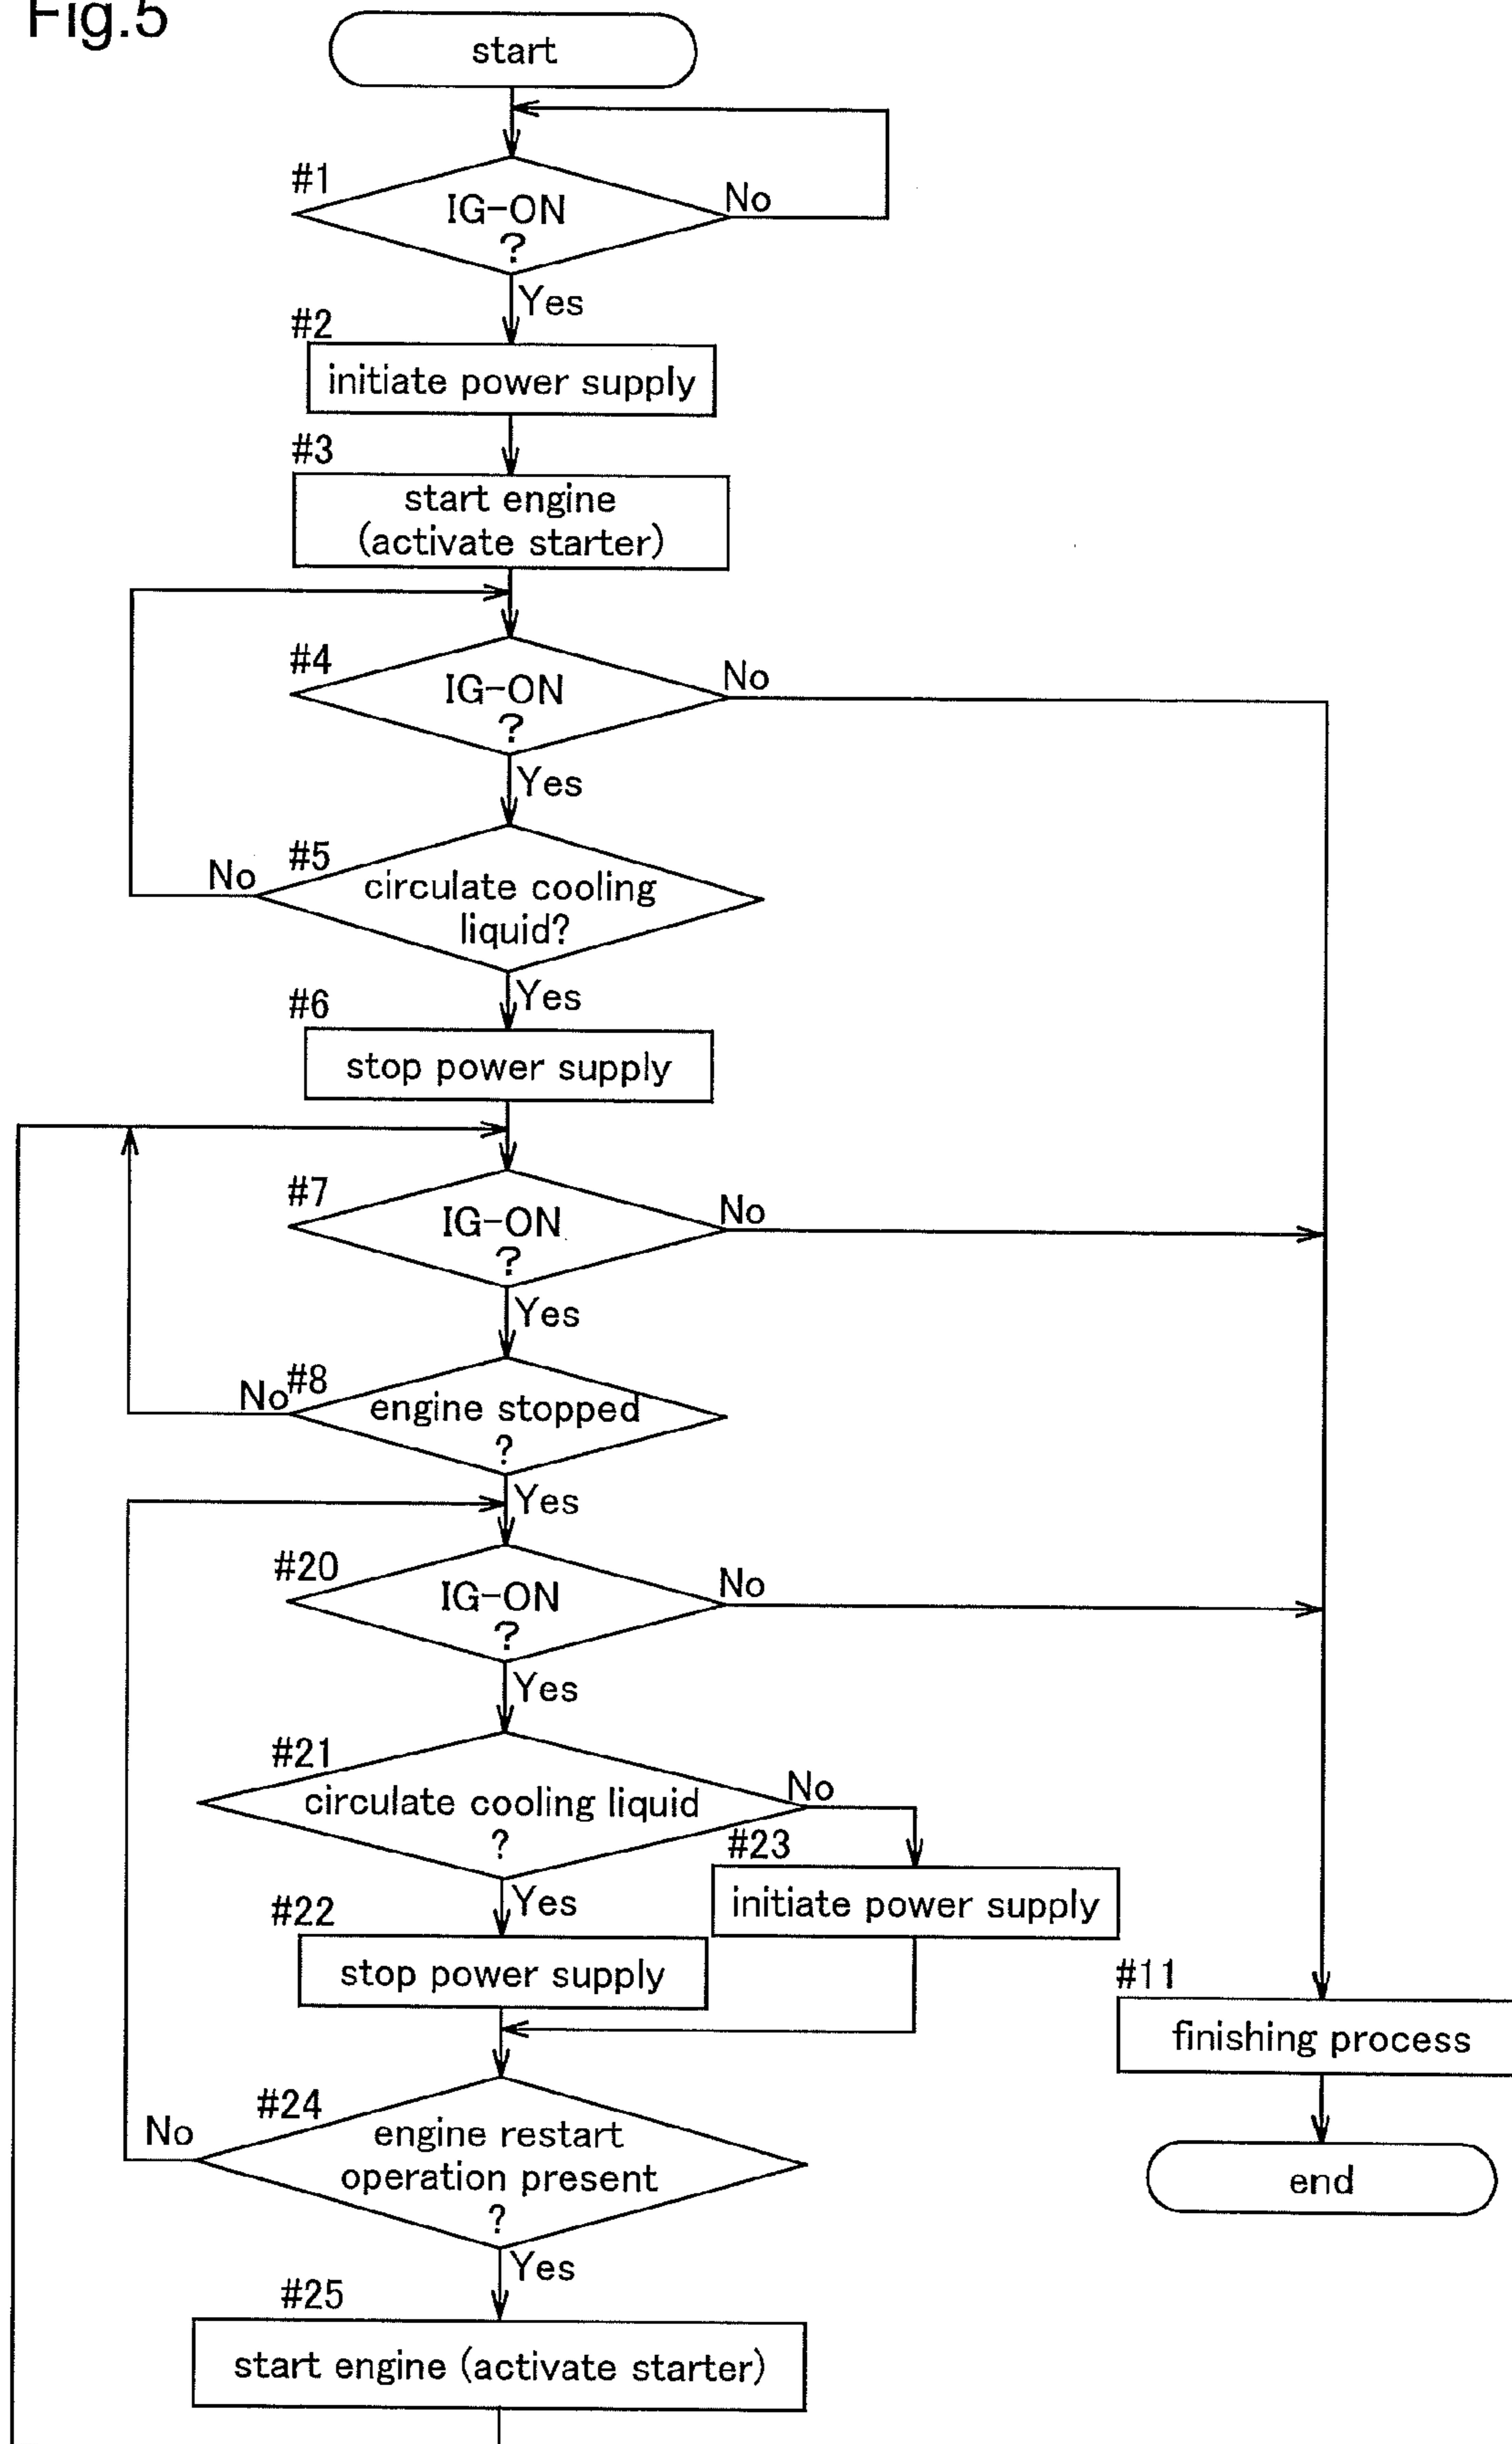 Fig.5
start
#1
IG-ON
?
No
Yes
#2
initiate power supply
#3
start engine
(activate starter)
#4
IG-ON
?
No
Yes
#5
No
circulate cooling
liquid?
Yes
#6
stop power supply
#7
IG-ON
?
No
Yes
#8
No
engine stopped
?
Yes
#20
IG-ON
?
No
Yes
#21
circulate cooling liquid
?
No
Yes
#23
initiate power supply
#22
stop power supply
#11
finishing process
#24
No
engine restart
operation present
?
end
Yes
#25
start engine (activate starter)